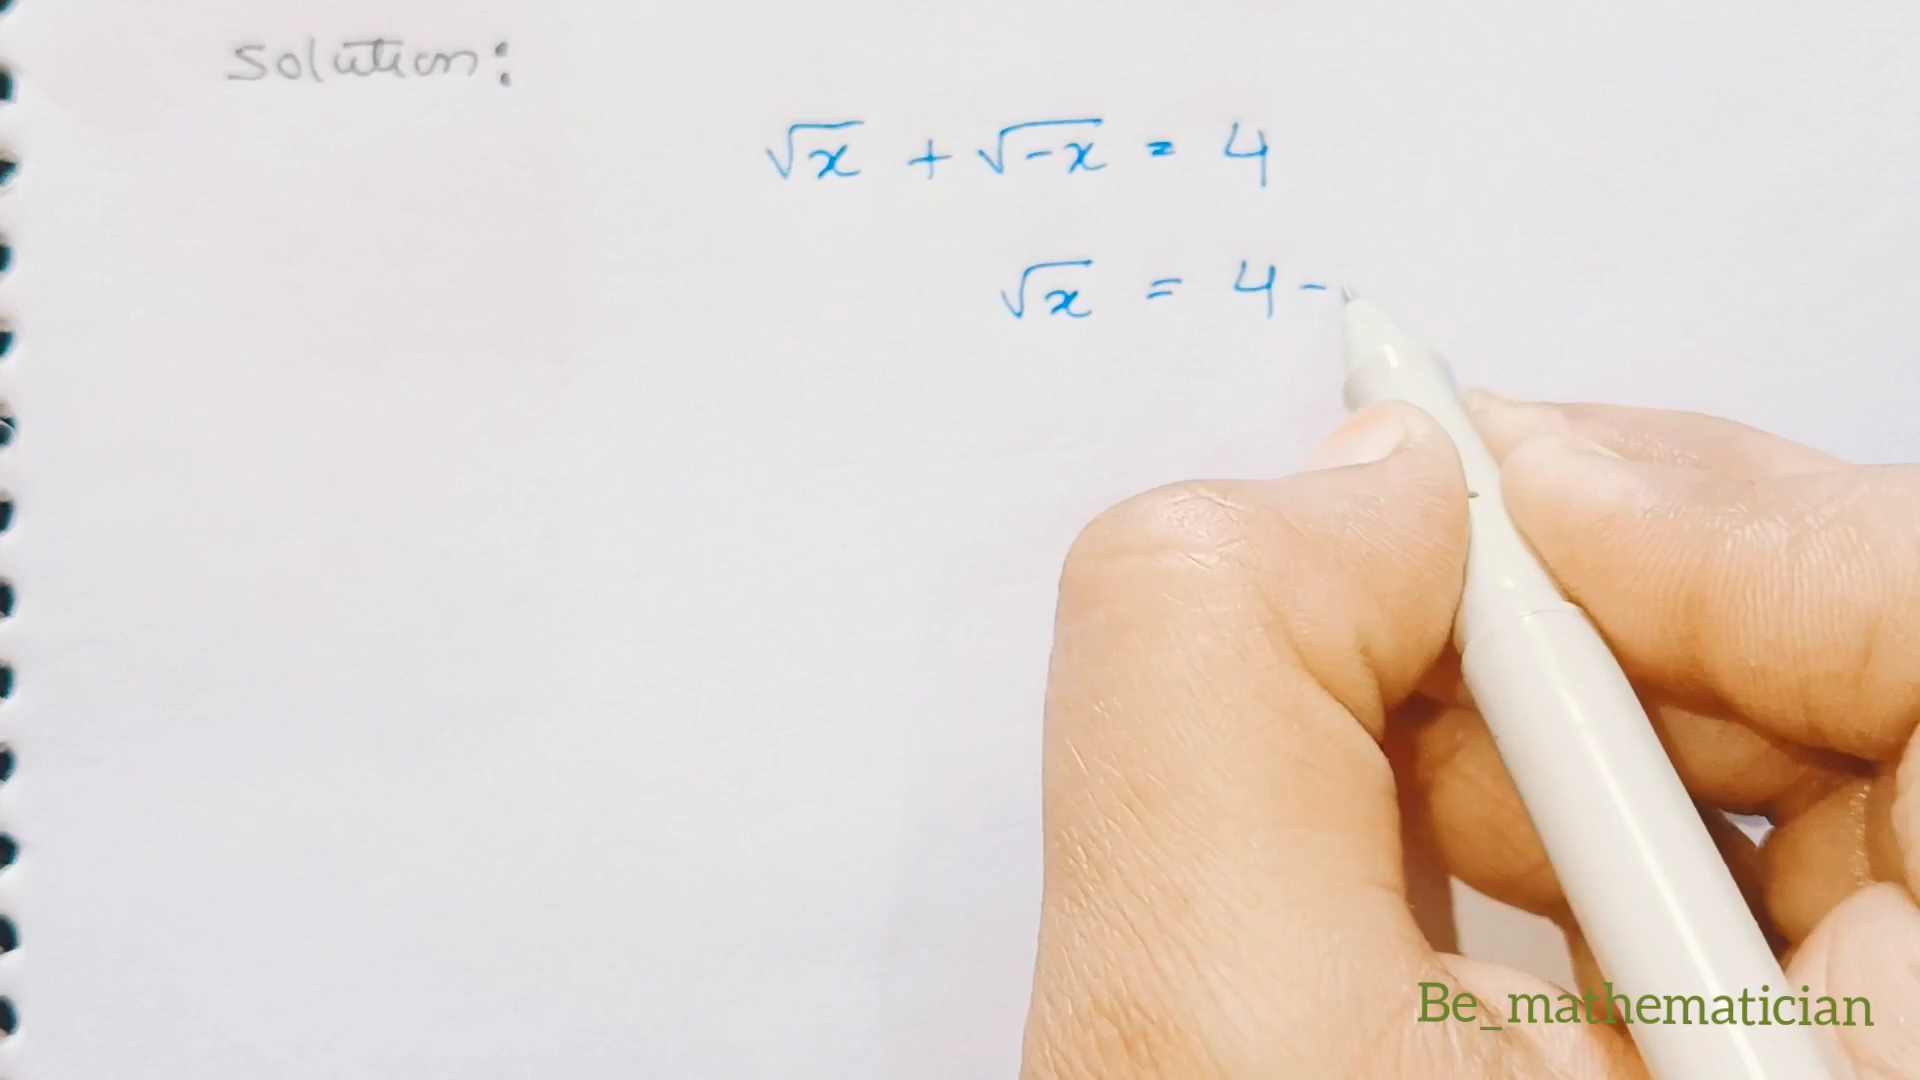 Solution:
√x + √-x = 4
√x = 4 -
Be_mathematician